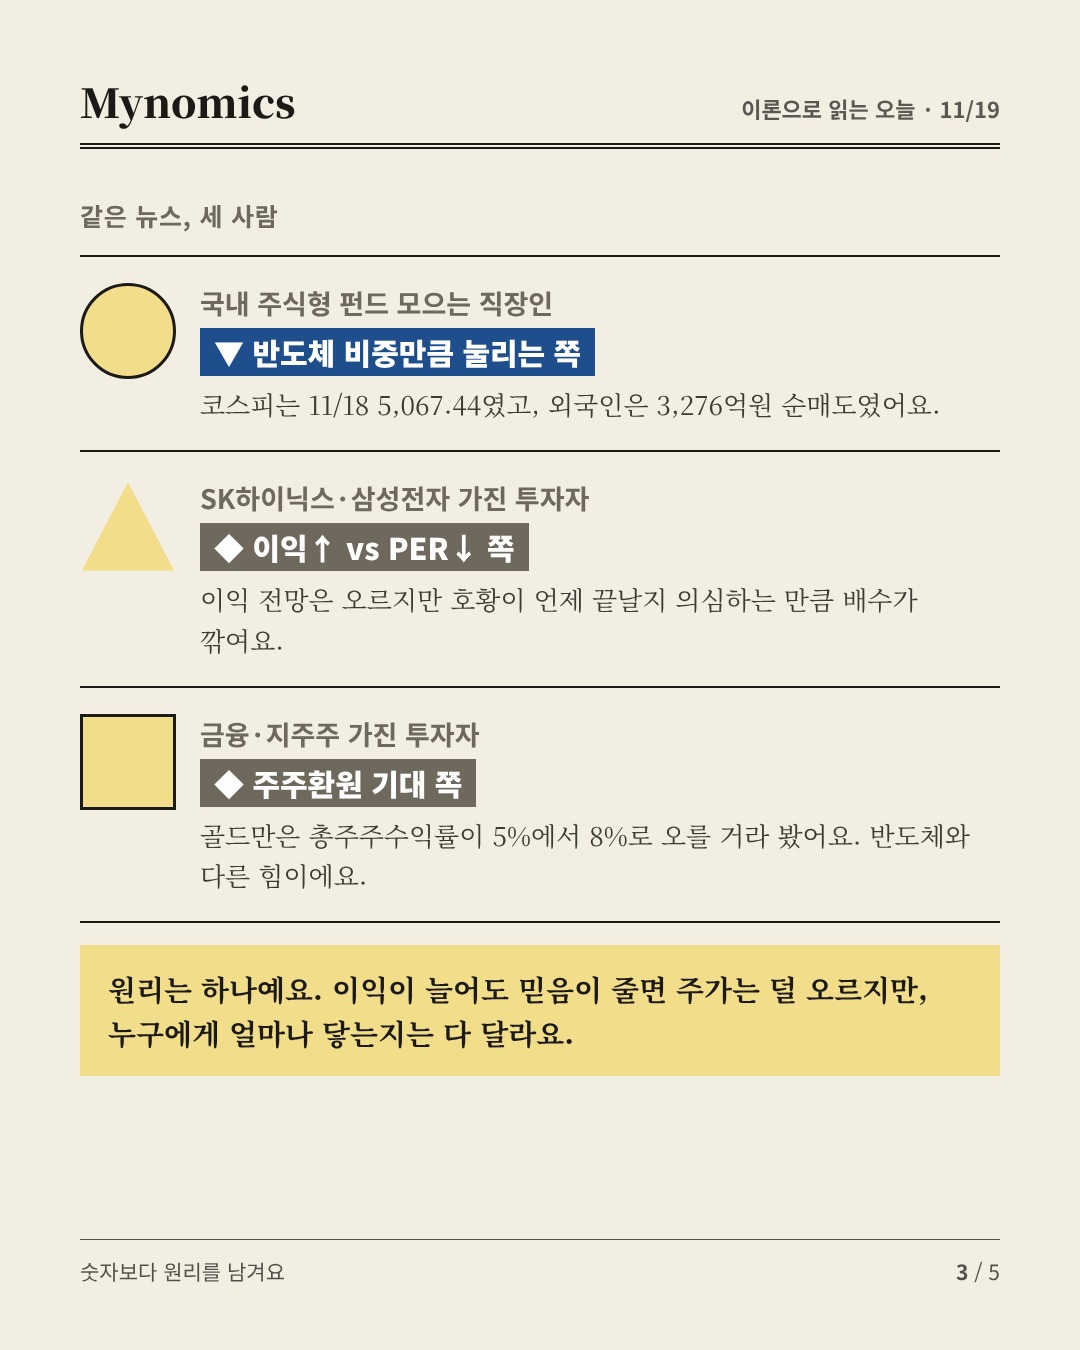 Mynomics
이론으로 읽는 오늘 · 11/19
같은 뉴스, 세 사람
국내 주식형 펀드 모으는 직장인
▼ 반도체 비중만큼 눌리는 쪽
코스피는 11/18 5,067.44였고, 외국인은 3,276억원 순매도였어요.
SK하이닉스·삼성전자 가진 투자자
◆ 이익↑ vs PER↓ 쪽
이익 전망은 오르지만 호황이 언제 끝날지 의심하는 만큼 배수가
깎여요.
금융·지주주 가진 투자자
◆ 주주환원 기대 쪽
골드만은 총주주수익률이 5%에서 8%로 오를 거라 봤어요. 반도체와
다른 힘이에요.
원리는 하나예요. 이익이 늘어도 믿음이 줄면 주가는 덜 오르지만,
누구에게 얼마나 닿는지는 다 달라요.
숫자보다 원리를 남겨요
3 / 5